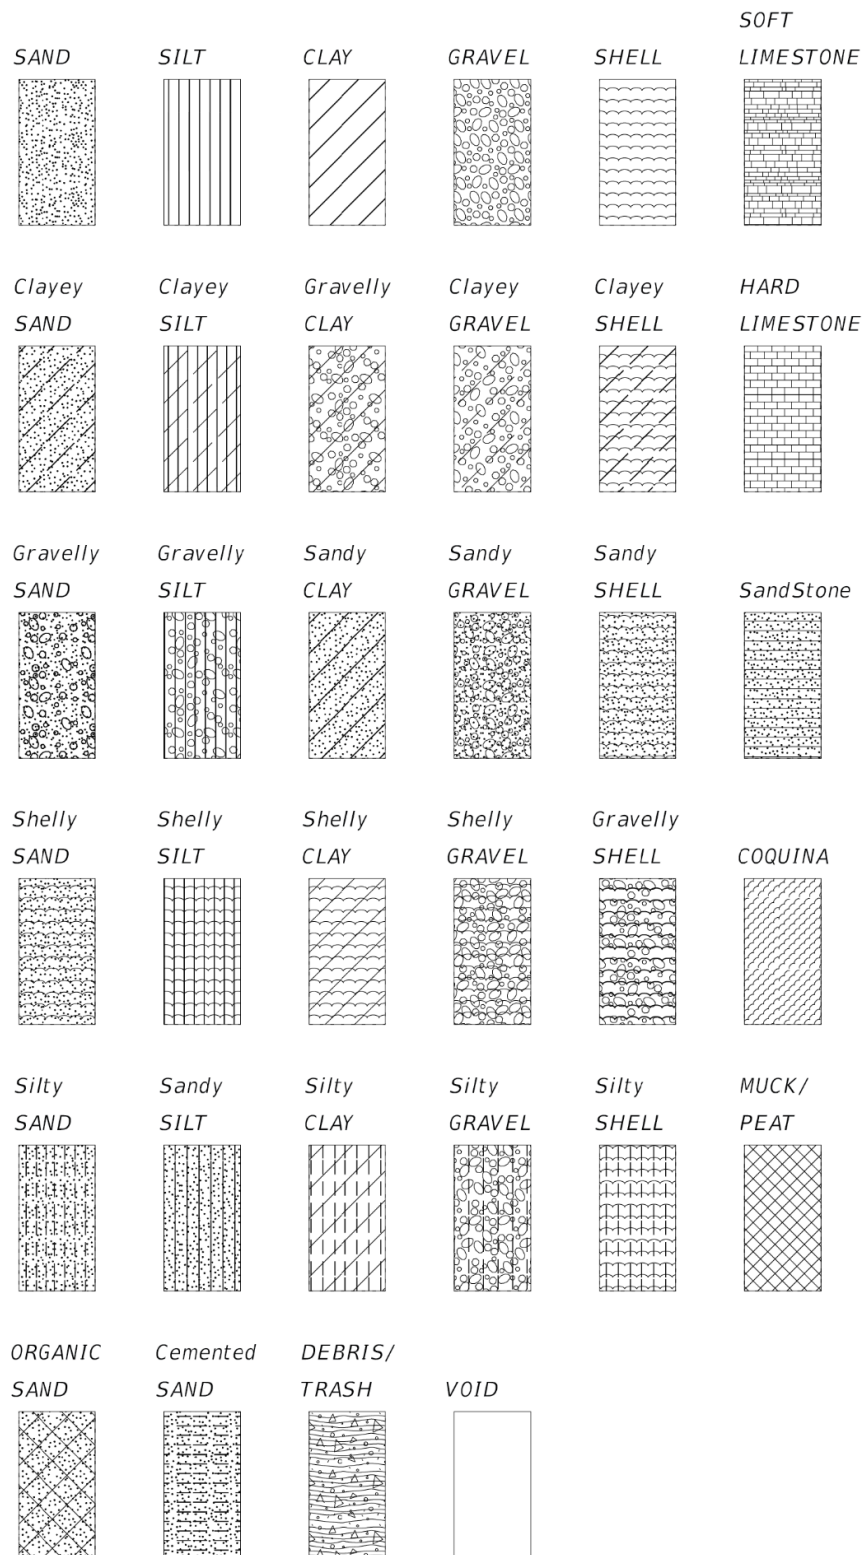 SOFT
SAND SILT CLAY GRAVEL SHELL LIMESTONE
Clayey Clayey Gravelly Clayey Clayey HARD
SAND SILT CLAY GRAVEL SHELL LIMESTONE
Gravelly Gravelly Sandy Sandy Sandy
SAND SILT CLAY GRAVEL SHELL SandStone
Shelly Shelly Shelly Shelly Gravelly
SAND SILT CLAY GRAVEL SHELL COQUINA
Silty Sandy Silty Silty Silty MUCK/
SAND SILT CLAY GRAVEL SHELL PEAT
ORGANIC Cemented DEBRIS/
SAND SAND TRASH VOID